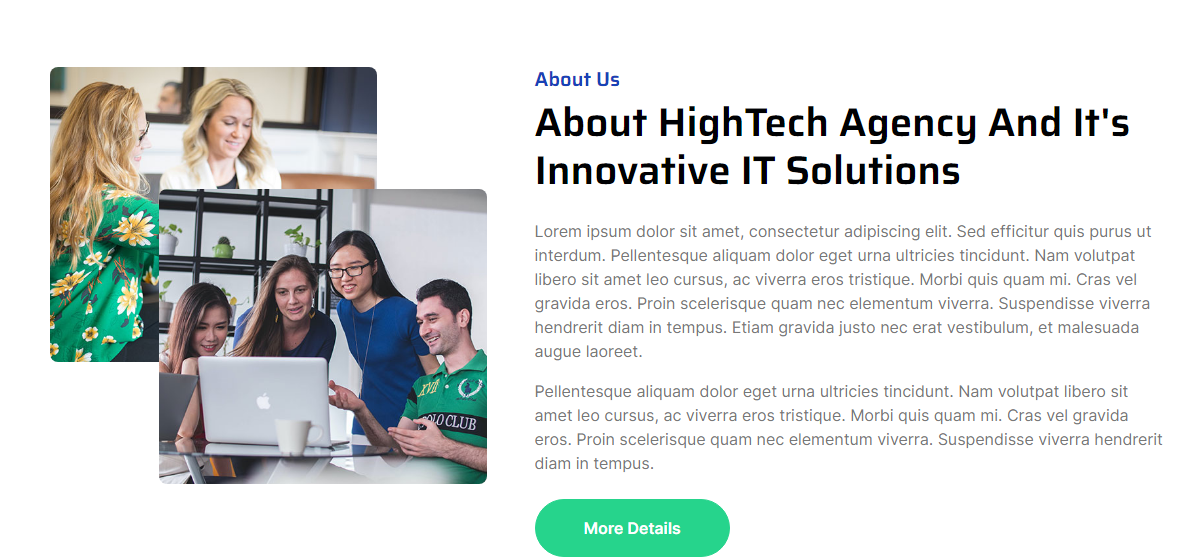 About Us
About HighTech Agency And It's
Innovative IT Solutions
Lorem ipsum dolor sit amet, consectetur adipiscing elit. Sed efficitur quis purus ut
interdum. Pellentesque aliquam dolor eget urna ultricies tincidunt. Nam volutpat
libero sit amet leo cursus, ac viverra eros tristique. Morbi quis quam mi. Cras vel
gravida eros. Proin scelerisque quam nec elementum viverra. Suspendisse viverra
hendrerit diam in tempus. Etiam gravida justo nec erat vestibulum, et malesuada
augue laoreet.
Pellentesque aliquam dolor eget urna ultricies tincidunt. Nam volutpat libero sit
amet leo cursus, ac viverra eros tristique. Morbi quis quam mi. Cras vel gravida
eros. Proin scelerisque quam nec elementum viverra. Suspendisse viverra hendrerit
diam in tempus.
More Details
XVII
POLO CLUB